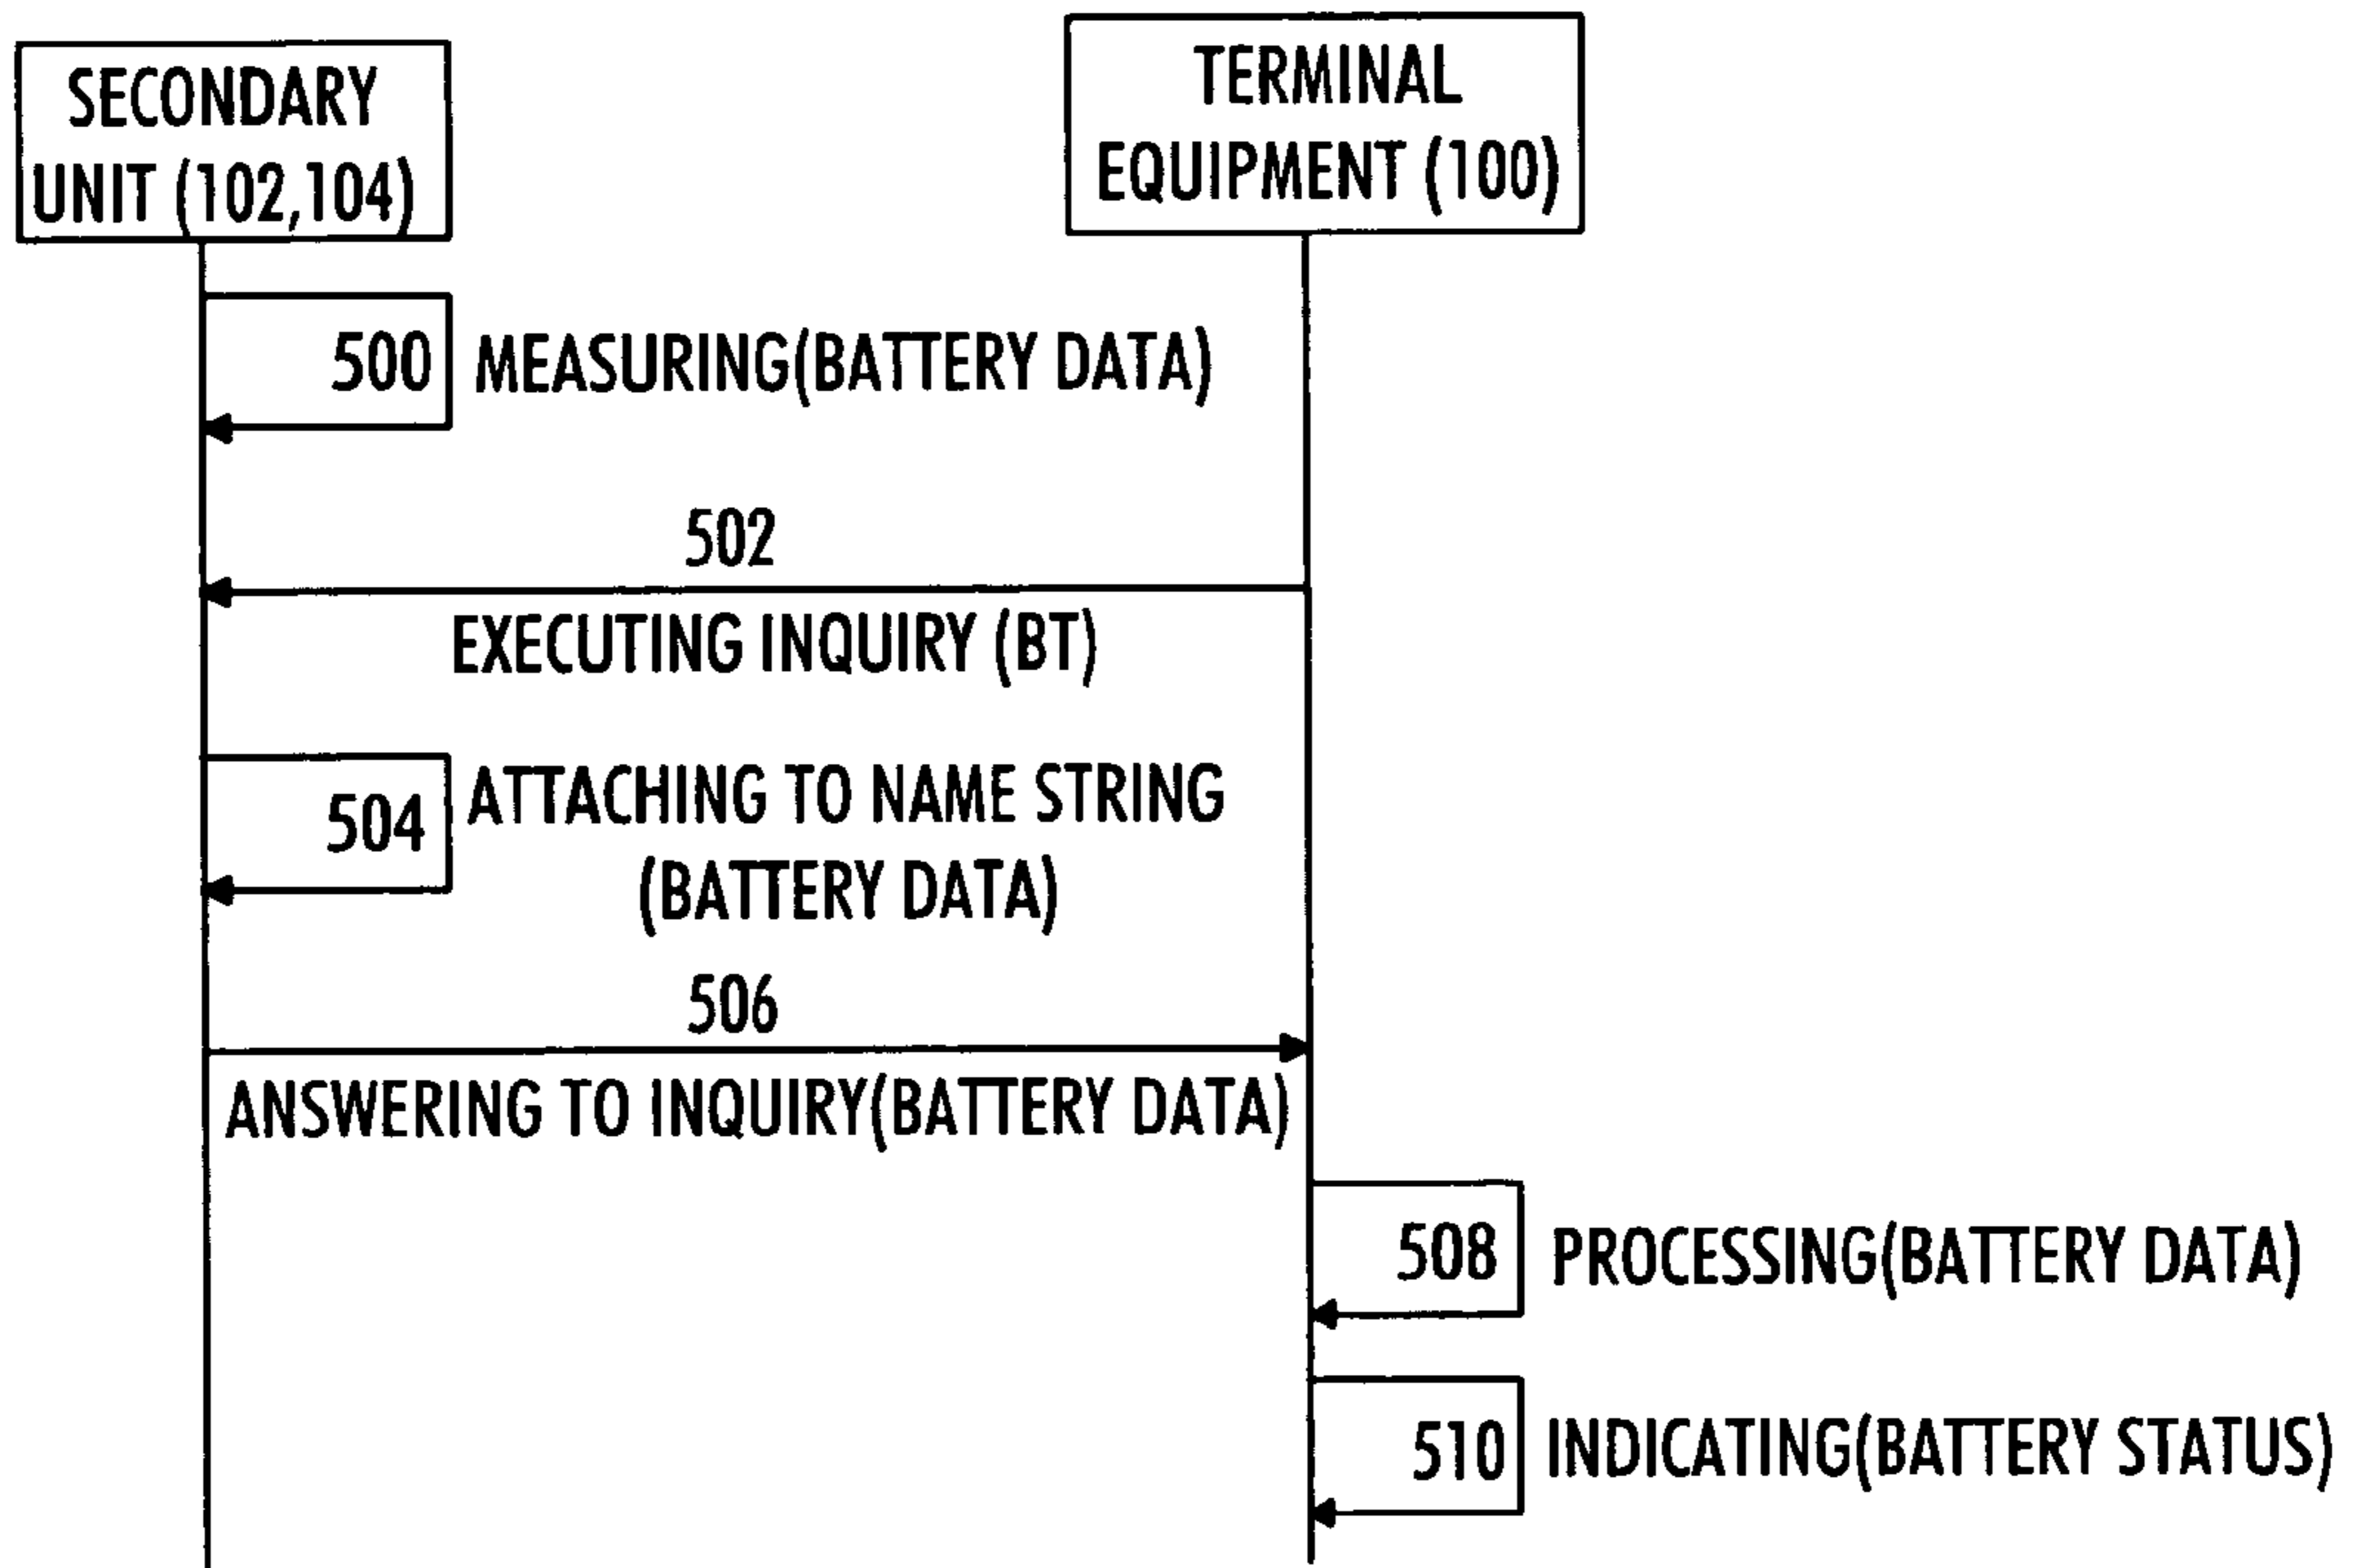 SECONDARY
UNIT (102,104)
TERMINAL
EQUIPMENT (100)
500
MEASURING(BATTERY DATA)
502
EXECUTING INQUIRY (BT)
504
ATTACHING TO NAME STRING
(BATTERY DATA)
506
ANSWERING TO INQUIRY(BATTERY DATA)
508
PROCESSING(BATTERY DATA)
510
INDICATING(BATTERY STATUS)